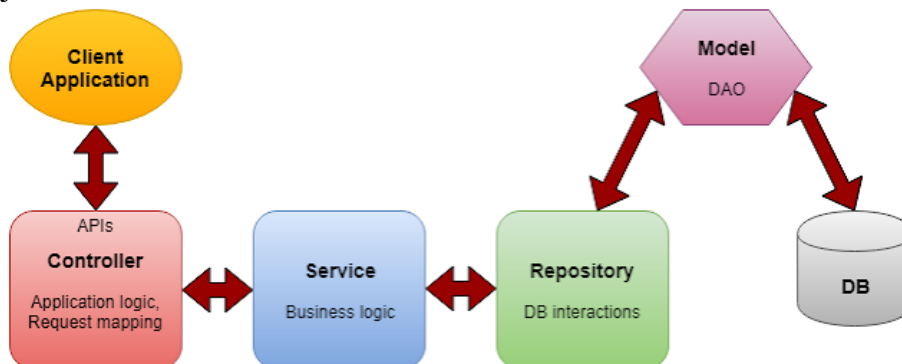 Client
Application
Model
DAO
APIs
Controller
Application logic,
Request mapping
Service
Business logic
Repository
DB interactions
DB